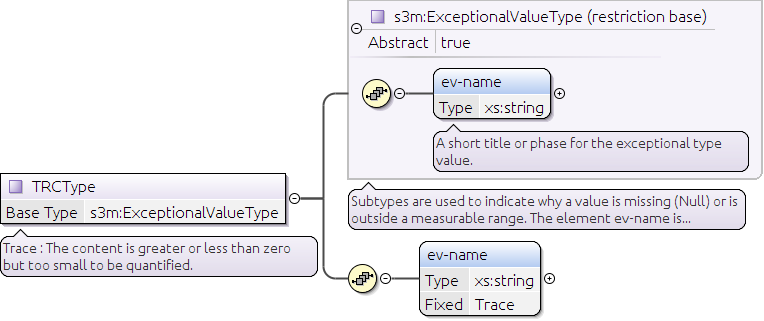 s3m:ExceptionalValueType (restriction base)
Abstract true
ev-name
Type xs:string
A short title or phase for the exceptional type
value.
TRCType
Base Type s3m:ExceptionalValueType
Trace : The content is greater or less than zero
but too small to be quantified.
Subtypes are used to indicate why a value is missing (Null) or is
outside a measurable range. The element ev-name is...
ev-name
Type xs:string
Fixed Trace